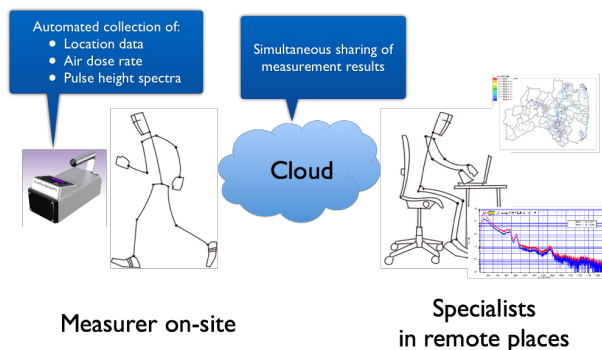 Automated collection of:
• Location data
• Air dose rate
• Pulse height spectra
Simultaneous sharing of
measurement results
Cloud
Measurer on-site
Specialists
in remote places